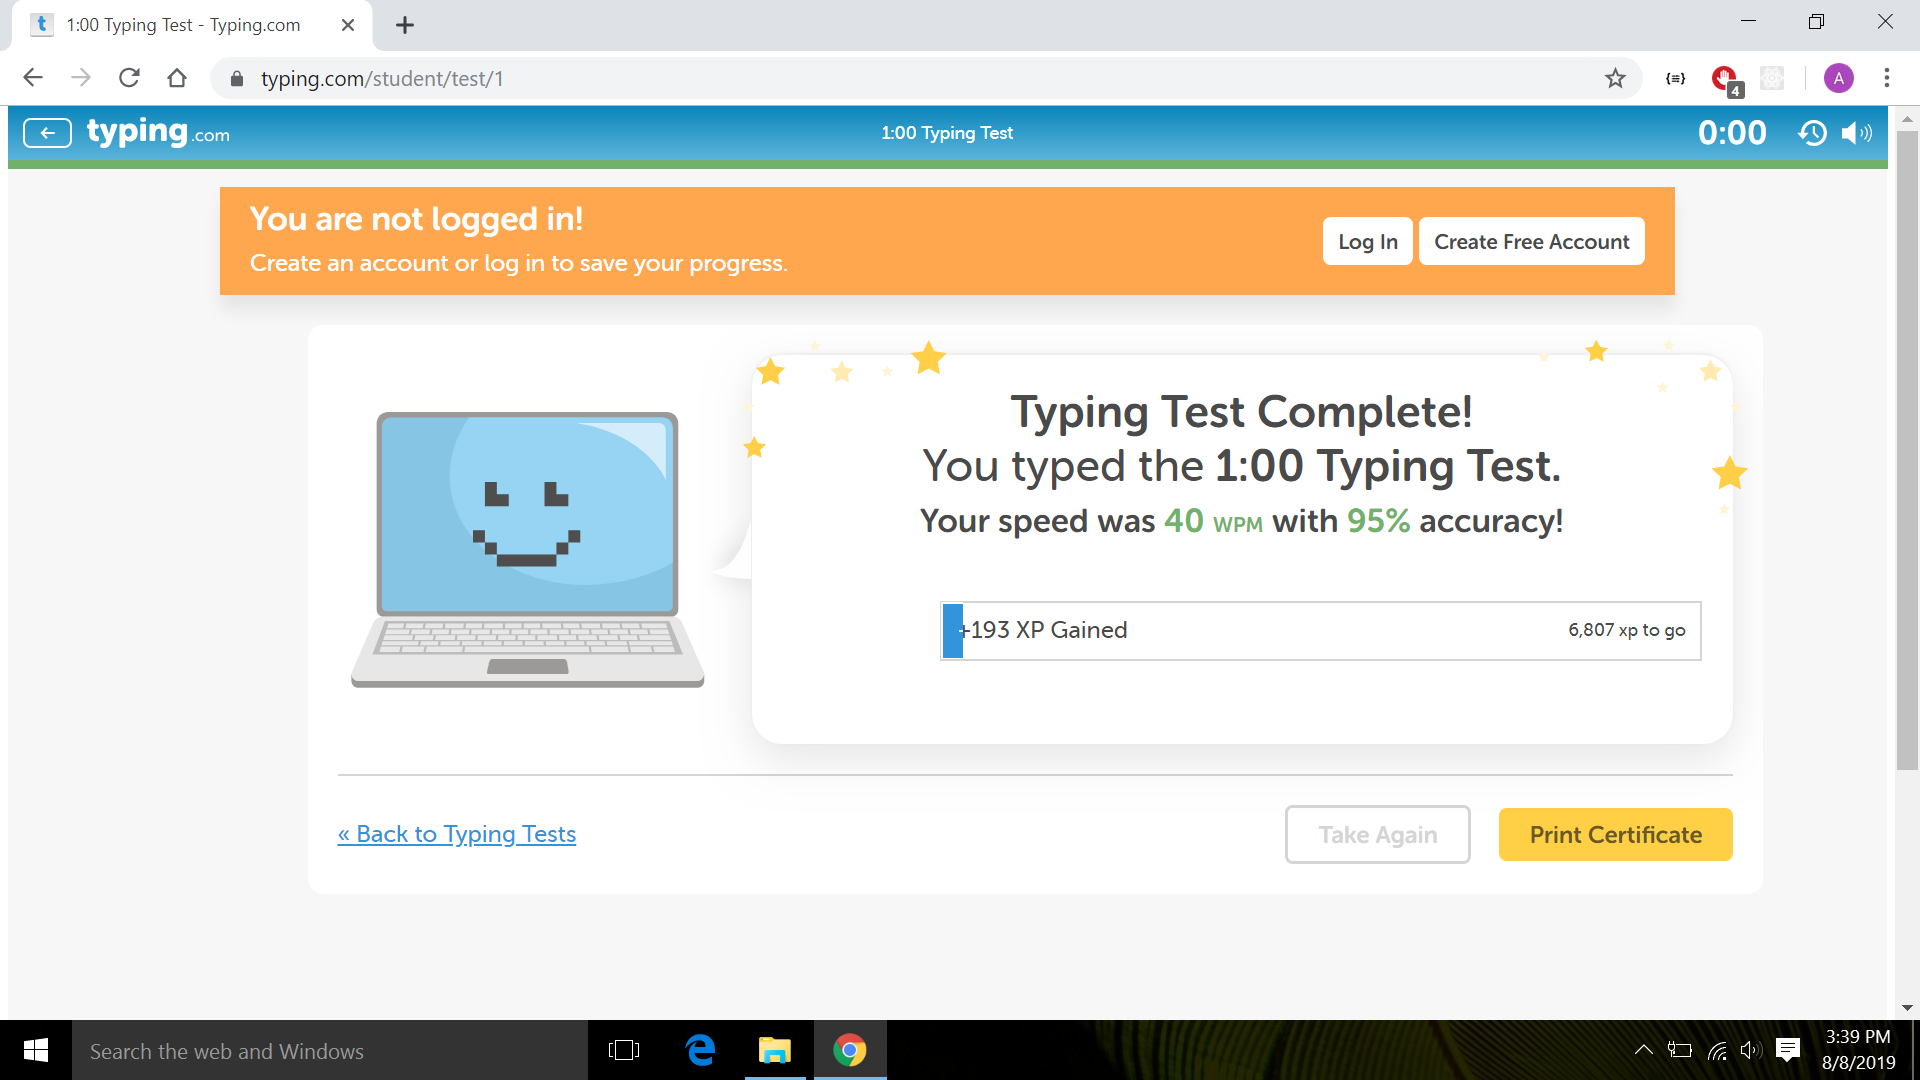 1:00 Typing Test - Typing.com
typing.com/student/test/1
4
A
typing.com
1:00 Typing Test
0:00
You are not logged in!
Create an account or log in to save your progress.
Log In
Create Free Account
Typing Test Complete!
You typed the 1:00 Typing Test.
Your speed was 40 WPM with 95% accuracy!
+193 XP Gained
6,807 xp to go
« Back to Typing Tests
Take Again
Print Certificate
Search the web and Windows
3:39 PM
8/8/2019